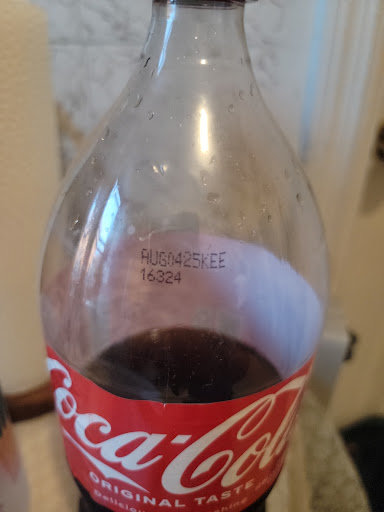 AUG0425KEE
16324
Coca-Cola
ORIGINAL TASTE